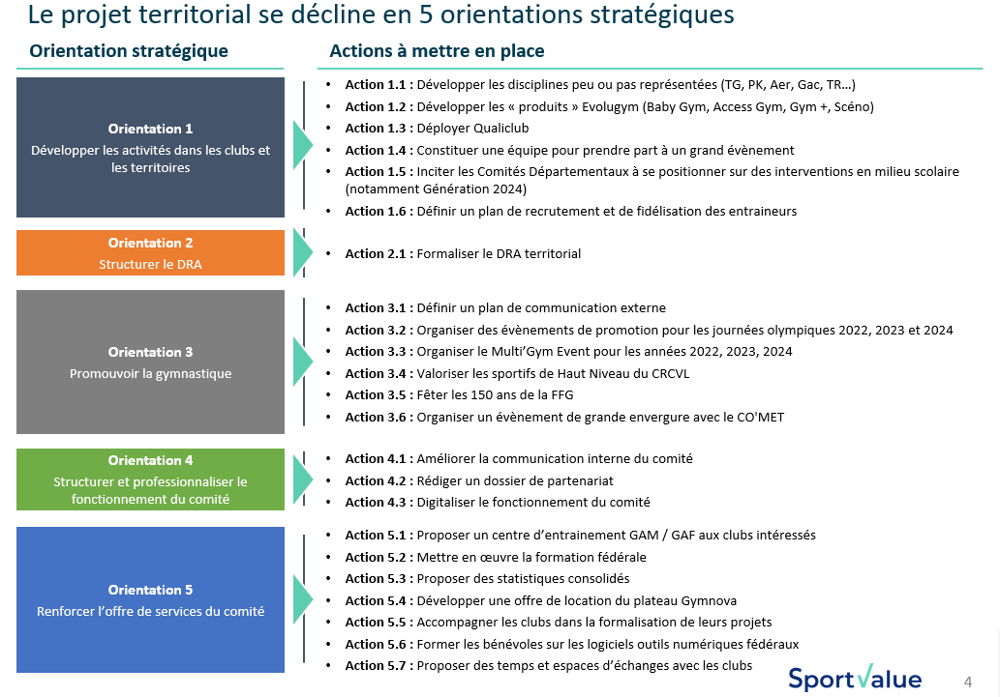 Le projet territorial se décline en 5 orientations stratégiques
Orientation stratégique
Actions à mettre en place
Orientation 1
Développer les activités dans les clubs et
les territoires
• Action 1.1 : Développer les disciplines peu ou pas représentées (TG, PK, Aer, Gac, TR…)
• Action 1.2 : Développer les « produits » Evolugym (Baby Gym, Access Gym, Gym +, Scéno)
• Action 1.3 : Déployer Qualiclub
• Action 1.4 : Constituer une équipe pour prendre part à un grand évènement
• Action 1.5 : Inciter les Comités Départementaux à se positionner sur des interventions en milieu scolaire
(notamment Génération 2024)
• Action 1.6 : Définir un plan de recrutement et de fidélisation des entraineurs
Orientation 2
Structurer le DRA
• Action 2.1 : Formaliser le DRA territorial
Orientation 3
Promouvoir la gymnastique
• Action 3.1 : Définir un plan de communication externe
• Action 3.2 : Organiser des évènements de promotion pour les journées olympiques 2022, 2023 et 2024
• Action 3.3 : Organiser le Multi’Gym Event pour les années 2022, 2023, 2024
• Action 3.4 : Valoriser les sportifs de Haut Niveau du CRCVL
• Action 3.5 : Fêter les 150 ans de la FFG
• Action 3.6 : Organiser un évènement de grande envergure avec le CO'MET
Orientation 4
Structurer et professionnaliser le
fonctionnement du comité
• Action 4.1 : Améliorer la communication interne du comité
• Action 4.2 : Rédiger un dossier de partenariat
• Action 4.3 : Digitaliser le fonctionnement du comité
Orientation 5
Renforcer l’offre de services du comité
• Action 5.1 : Proposer un centre d’entrainement GAM / GAF aux clubs intéressés
• Action 5.2 : Mettre en œuvre la formation fédérale
• Action 5.3 : Proposer des statistiques consolidés
• Action 5.4 : Développer une offre de location du plateau Gymnova
• Action 5.5 : Accompagner les clubs dans la formalisation de leurs projets
• Action 5.6 : Former les bénévoles sur les logiciels outils numériques fédéraux
• Action 5.7 : Proposer des temps et espaces d’échanges avec les clubs
Sport Value
4